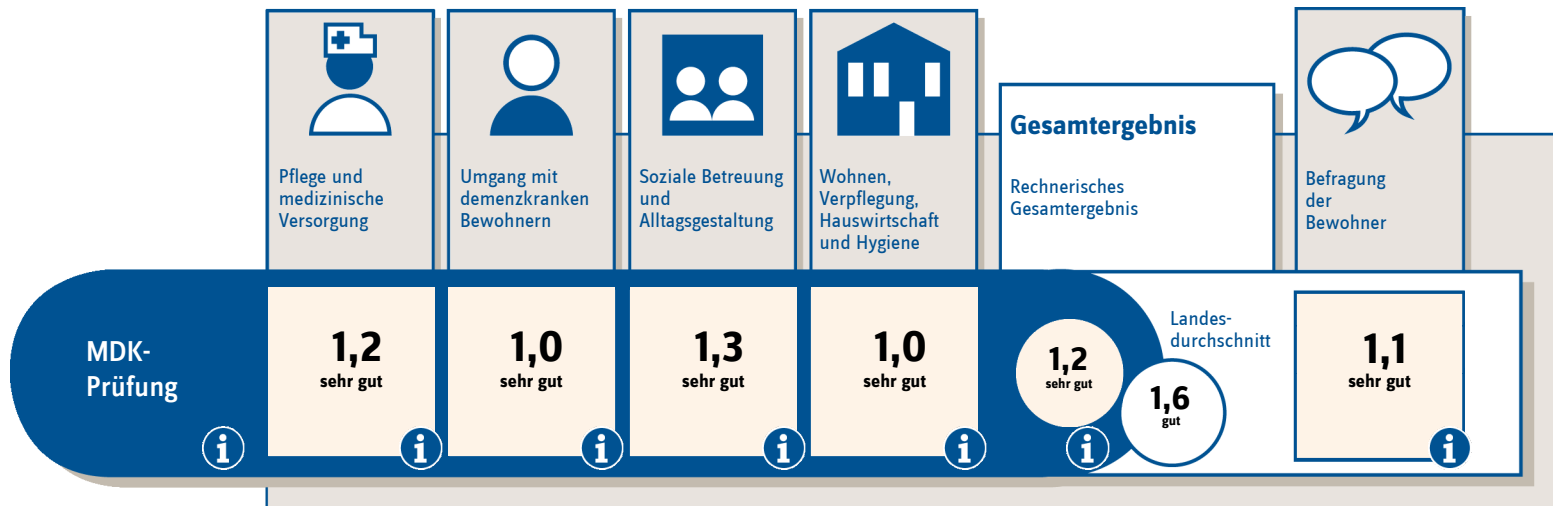 Pflege und
medizinische
Versorgung
Umgang mit
demenzkranken
Bewohnern
Soziale Betreuung
und
Alltagsgestaltung
Wohnen,
Verpflegung,
Hauswirtschaft
und Hygiene
Gesamtergebnis
Rechnerisches
Gesamtergebnis
Befragung
der
Bewohner
MDK-
Prüfung
i
1,2
sehr gut
i
1,0
sehr gut
i
1,3
sehr gut
i
1,0
sehr gut
i
1,2
sehr gut
i
Landes-
durchschnitt
1,6
gut
1,1
sehr gut
i